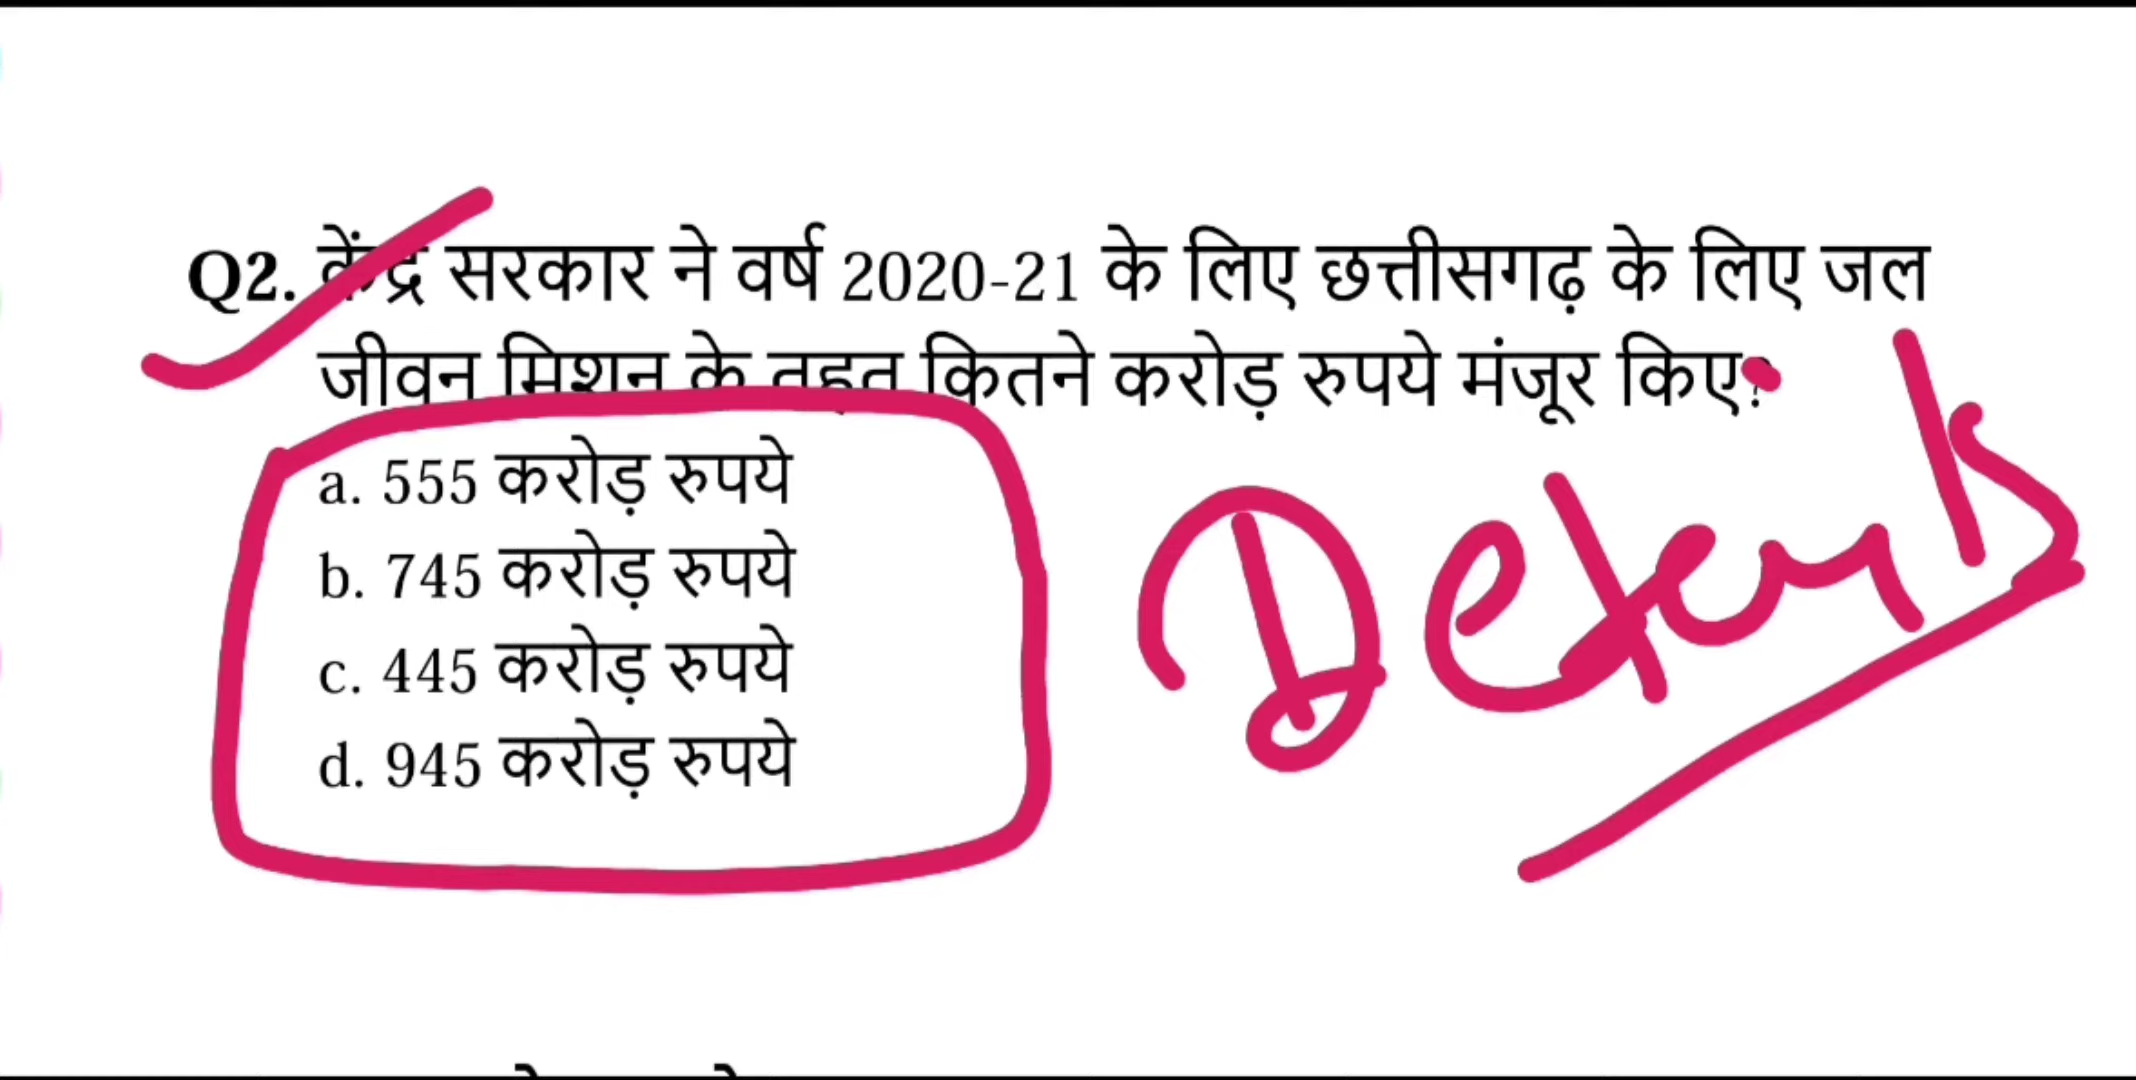 Q2. केंद्र सरकार ने वर्ष 2020-21 के लिए छत्तीसगढ़ के लिए जल
जीवन मिशन के तहत कितने करोड़ रुपये मंजूर किए?
a. 555 करोड़ रुपये
b. 745 करोड़ रुपये
c. 445 करोड़ रुपये
d. 945 करोड़ रुपये
Details